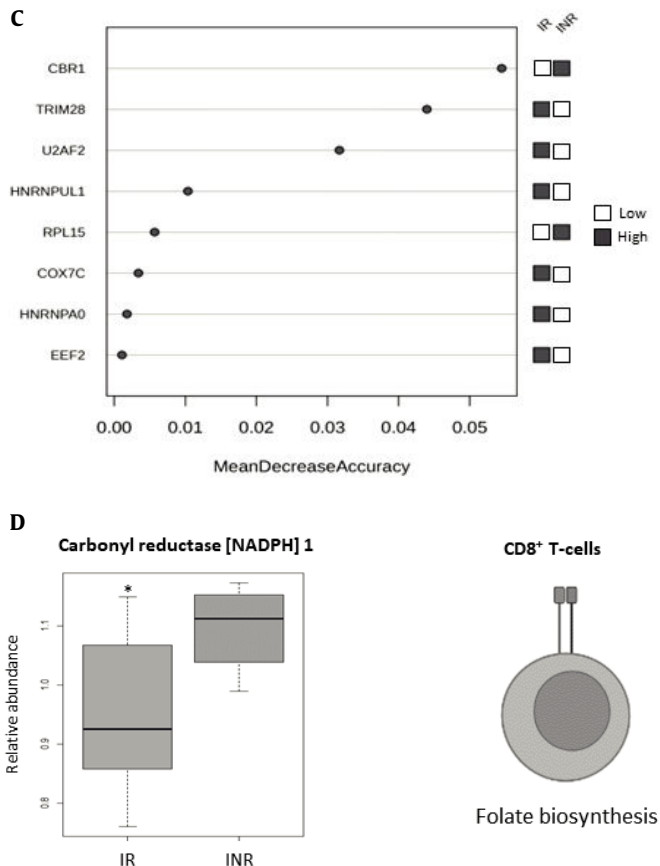 C
IR INR
CBR1
TRIM28
U2AF2
HNRNPUL1
RPL15
COX7C
HNRNPA0
EEF2
Low
High
0.00 0.01 0.02 0.03 0.04 0.05
MeanDecreaseAccuracy
D
Carbonyl reductase [NADPH] 1
CD8⁺ T-cells
*
Relative abundance
1.1
1.0
0.9
0.8
IR INR
Folate biosynthesis